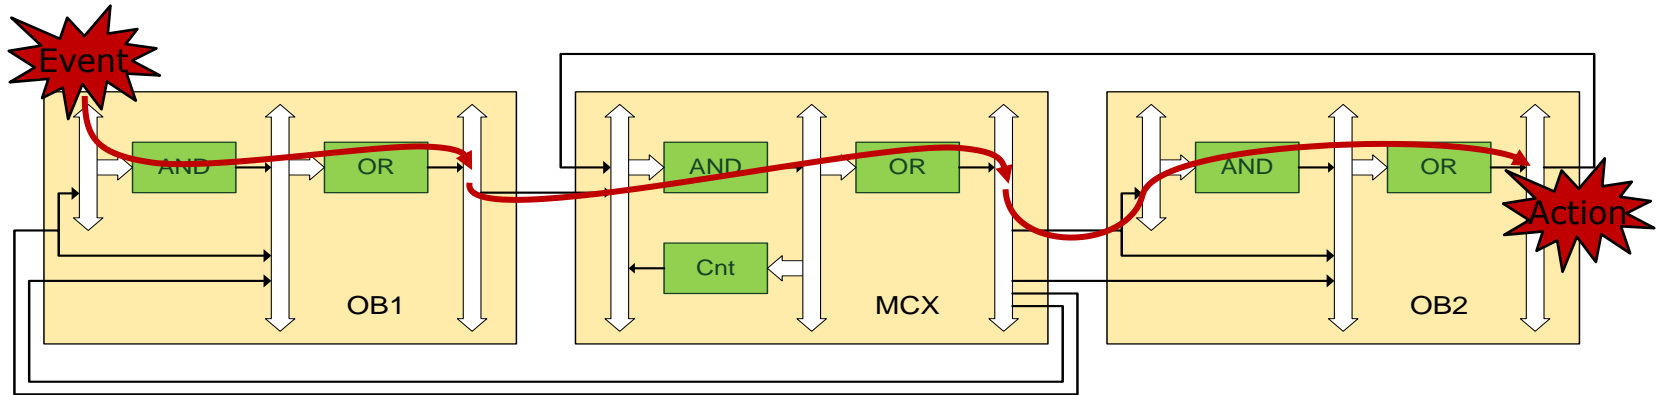 Event
AND
OR
OB1
AND
OR
Cnt
MCX
AND
OR
Action
OB2